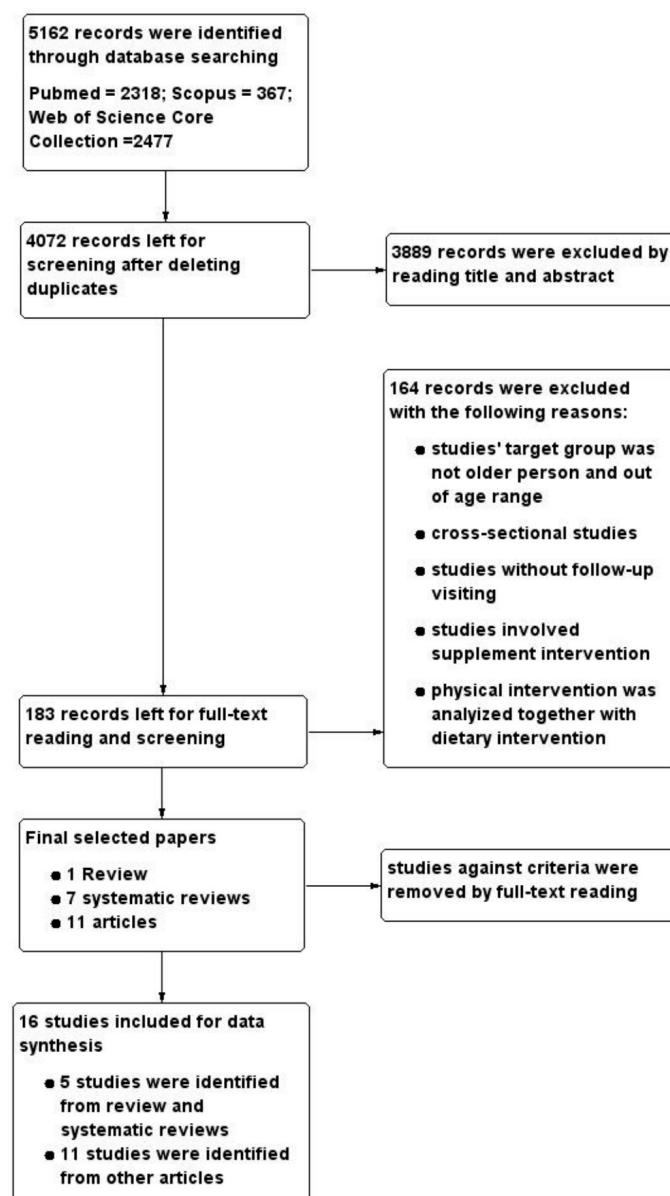 5162 records were identified
through database searching
Pubmed = 2318; Scopus = 367;
Web of Science Core
Collection =2477
4072 records left for
screening after deleting
duplicates
3889 records were excluded by
reading title and abstract
164 records were excluded
with the following reasons:
● studies' target group was
not older person and out
of age range
● cross-sectional studies
● studies without follow-up
visiting
● studies involved
supplement intervention
● physical intervention was
analyized together with
dietary intervention
183 records left for full-text
reading and screening
Final selected papers
● 1 Review
● 7 systematic reviews
● 11 articles
studies against criteria were
removed by full-text reading
16 studies included for data
synthesis
● 5 studies were identified
from review and
systematic reviews
● 11 studies were identified
from other articles